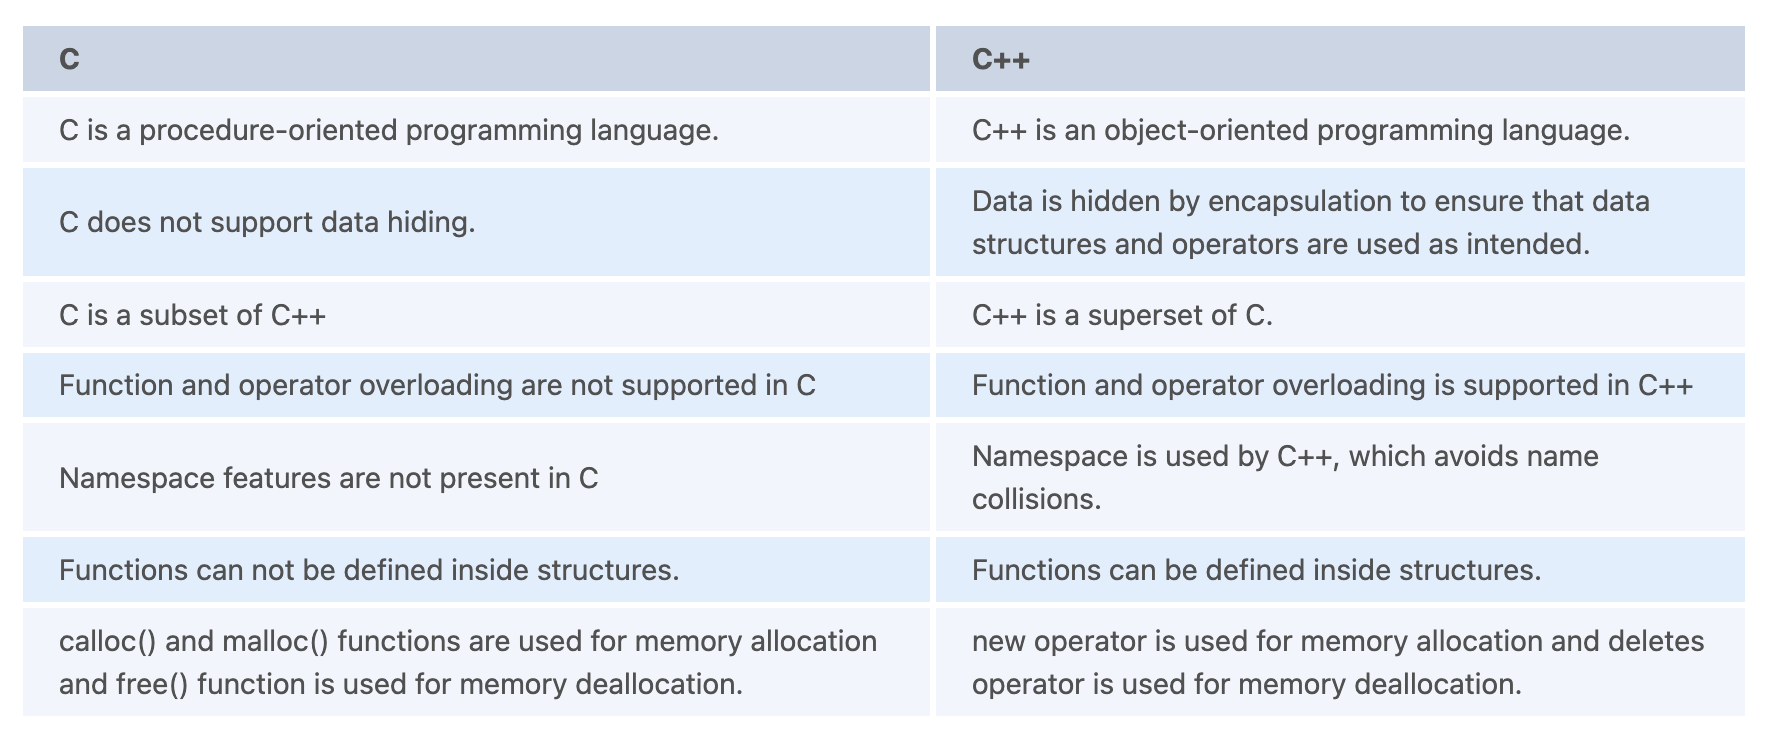 C
C++
C is a procedure-oriented programming language.
C++ is an object-oriented programming language.
C does not support data hiding.
Data is hidden by encapsulation to ensure that data
structures and operators are used as intended.
C is a subset of C++
C++ is a superset of C.
Function and operator overloading are not supported in C
Function and operator overloading is supported in C++
Namespace features are not present in C
Namespace is used by C++, which avoids name
collisions.
Functions can not be defined inside structures.
Functions can be defined inside structures.
calloc() and malloc() functions are used for memory allocation
and free() function is used for memory deallocation.
new operator is used for memory allocation and deletes
operator is used for memory deallocation.